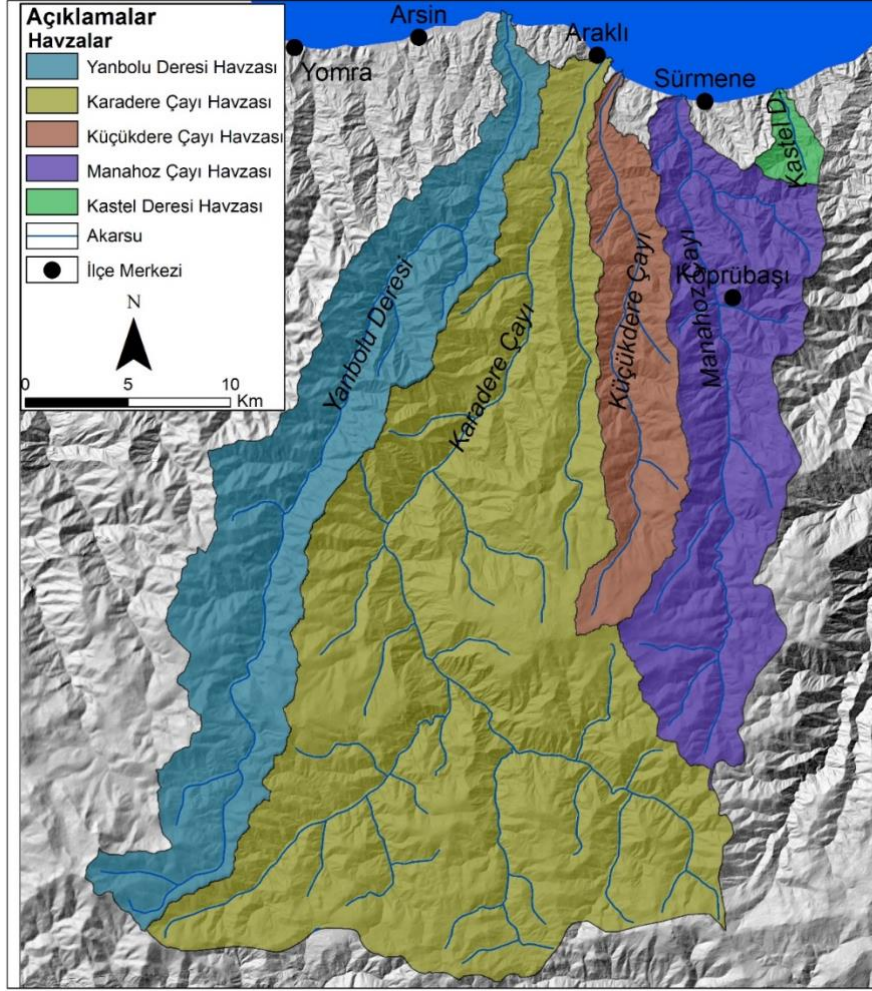 Açıklamalar
Havzalar
Yanbolu Deresi Havzası
Karadere Çayı Havzası
Küçükdere Çayı Havzası
Manahoz Çayı Havzası
Kastel Deresi Havzası
Akarsu
İlçe Merkezi
N
0 5 10
Km
Arsin
Yomra
Araklı
Sürmene
Kastel D.
Köprübaşı
Yanbolu Deresi
Karadere Çayı
Küçükdere Çayı
Manahoz Çayı